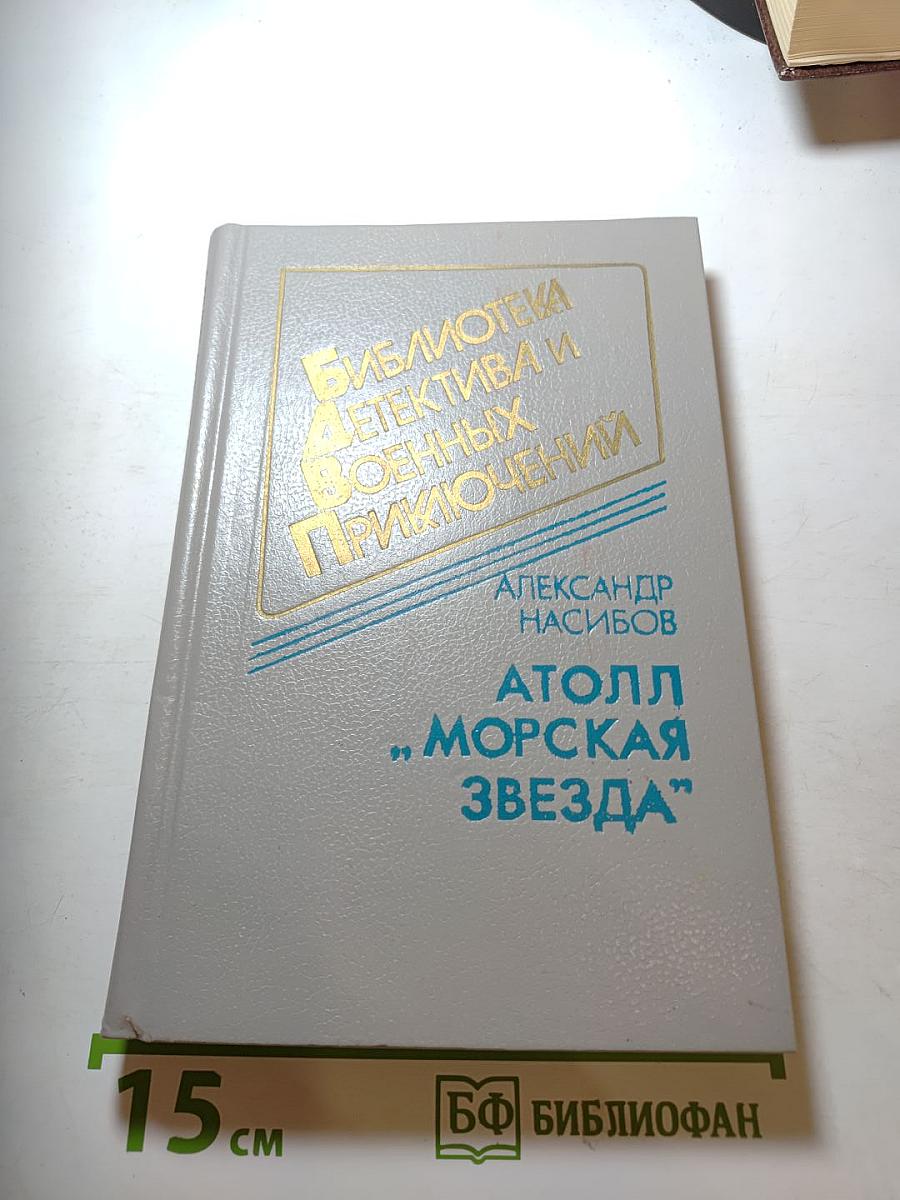 БИБЛИОТЕКА
ДЕТЕКТИВА И
ВОЕННЫХ
ПРИКЛЮЧЕНИЙ
АЛЕКСАНДР
НАСИБОВ
АТОЛЛ
„МОРСКАЯ
ЗВЕЗДА”
15 СМ
БФ БИБЛИОФАН